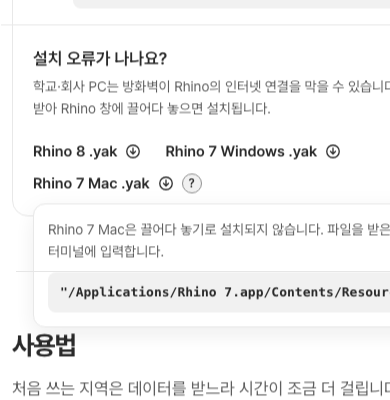 설치 오류가 나나요?
학교·회사 PC는 방화벽이 Rhino의 인터넷 연결을 막을 수 있습니다
받아 Rhino 창에 끌어다 놓으면 설치됩니다.
Rhino 8 .yak Rhino 7 Windows .yak
Rhino 7 Mac .yak ?
Rhino 7 Mac은 끌어다 놓기로 설치되지 않습니다. 파일을 받은
터미널에 입력합니다.
"/Applications/Rhino 7.app/Contents/Resour
사용법
처음 쓰는 지역은 데이터를 받느라 시간이 조금 더 걸립니다